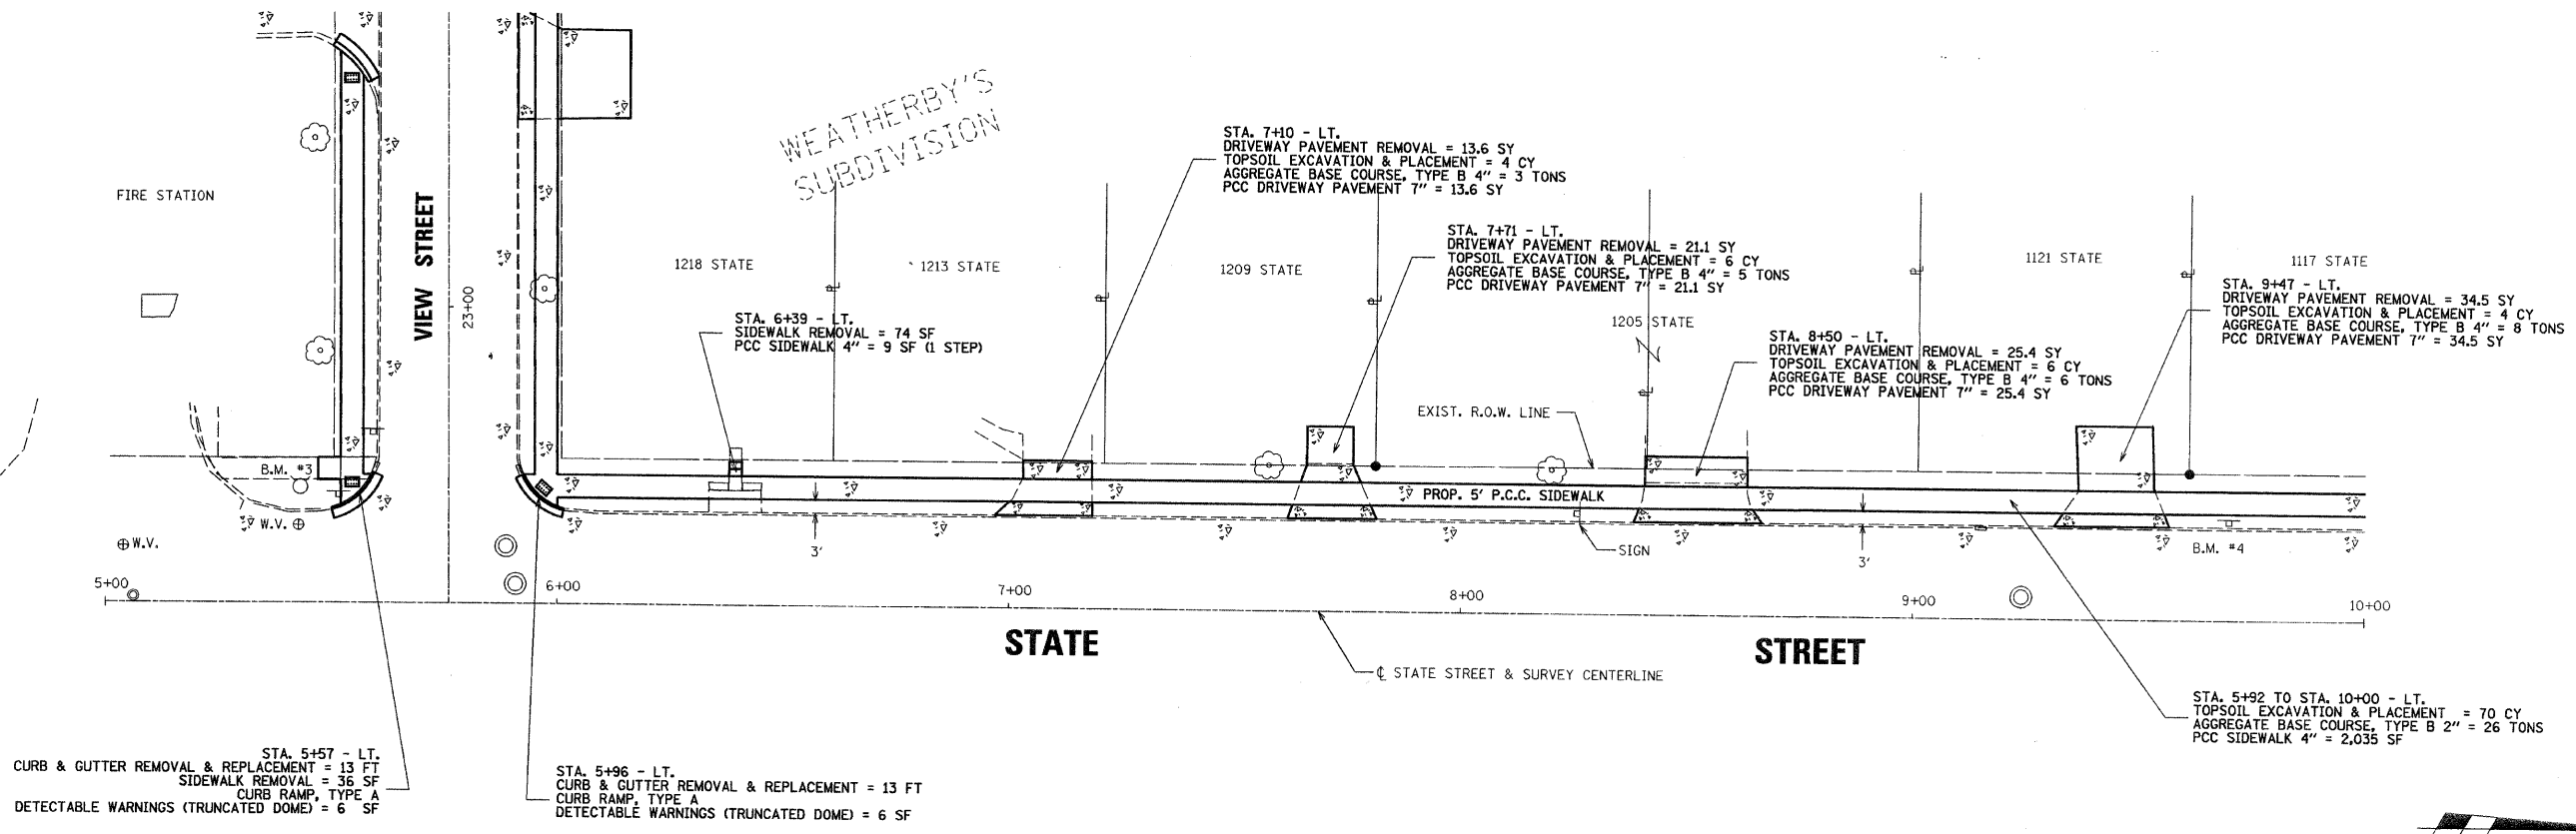 WEATHERBY'S
SUBDIVISION
STA. 7+10 - LT.
DRIVEWAY PAVEMENT REMOVAL = 13.6 SY
TOPSOIL EXCAVATION & PLACEMENT = 4 CY
AGGREGATE BASE COURSE, TYPE B 4" = 3 TONS
PCC DRIVEWAY PAVEMENT 7" = 13.6 SY
FIRE STATION
VIEW STREET
23+00
STA. 7+71 - LT.
DRIVEWAY PAVEMENT REMOVAL = 21.1 SY
TOPSOIL EXCAVATION & PLACEMENT = 6 CY
AGGREGATE BASE COURSE, TYPE B 4" = 5 TONS
PCC DRIVEWAY PAVEMENT 7" = 21.1 SY
1218 STATE
1213 STATE
1209 STATE
1205 STATE
1121 STATE
1117 STATE
STA. 9+47 - LT.
DRIVEWAY PAVEMENT REMOVAL = 34.5 SY
TOPSOIL EXCAVATION & PLACEMENT = 4 CY
AGGREGATE BASE COURSE, TYPE B 4" = 8 TONS
PCC DRIVEWAY PAVEMENT 7" = 34.5 SY
STA. 6+39 - LT.
SIDEWALK REMOVAL = 74 SF
PCC SIDEWALK 4" = 9 SF (1 STEP)
STA. 8+50 - LT.
DRIVEWAY PAVEMENT REMOVAL = 25.4 SY
TOPSOIL EXCAVATION & PLACEMENT = 6 CY
AGGREGATE BASE COURSE, TYPE B 4" = 6 TONS
PCC DRIVEWAY PAVEMENT 7" = 25.4 SY
EXIST. R.O.W. LINE
B.M. #3
PROP. 5' P.C.C. SIDEWALK
W.V.
W.V.
3'
SIGN
3'
B.M. #4
5+00
6+00
7+00
8+00
9+00
10+00
STATE STREET
℄ STATE STREET & SURVEY CENTERLINE
STA. 5+92 TO STA. 10+00 - LT.
TOPSOIL EXCAVATION & PLACEMENT = 70 CY
AGGREGATE BASE COURSE, TYPE B 2" = 26 TONS
PCC SIDEWALK 4" = 2,035 SF
STA. 5+57 - LT.
CURB & GUTTER REMOVAL & REPLACEMENT = 13 FT
SIDEWALK REMOVAL = 36 SF
CURB RAMP, TYPE A
DETECTABLE WARNINGS (TRUNCATED DOME) = 6 SF
STA. 5+96 - LT.
CURB & GUTTER REMOVAL & REPLACEMENT = 13 FT
CURB RAMP, TYPE A
DETECTABLE WARNINGS (TRUNCATED DOME) = 6 SF